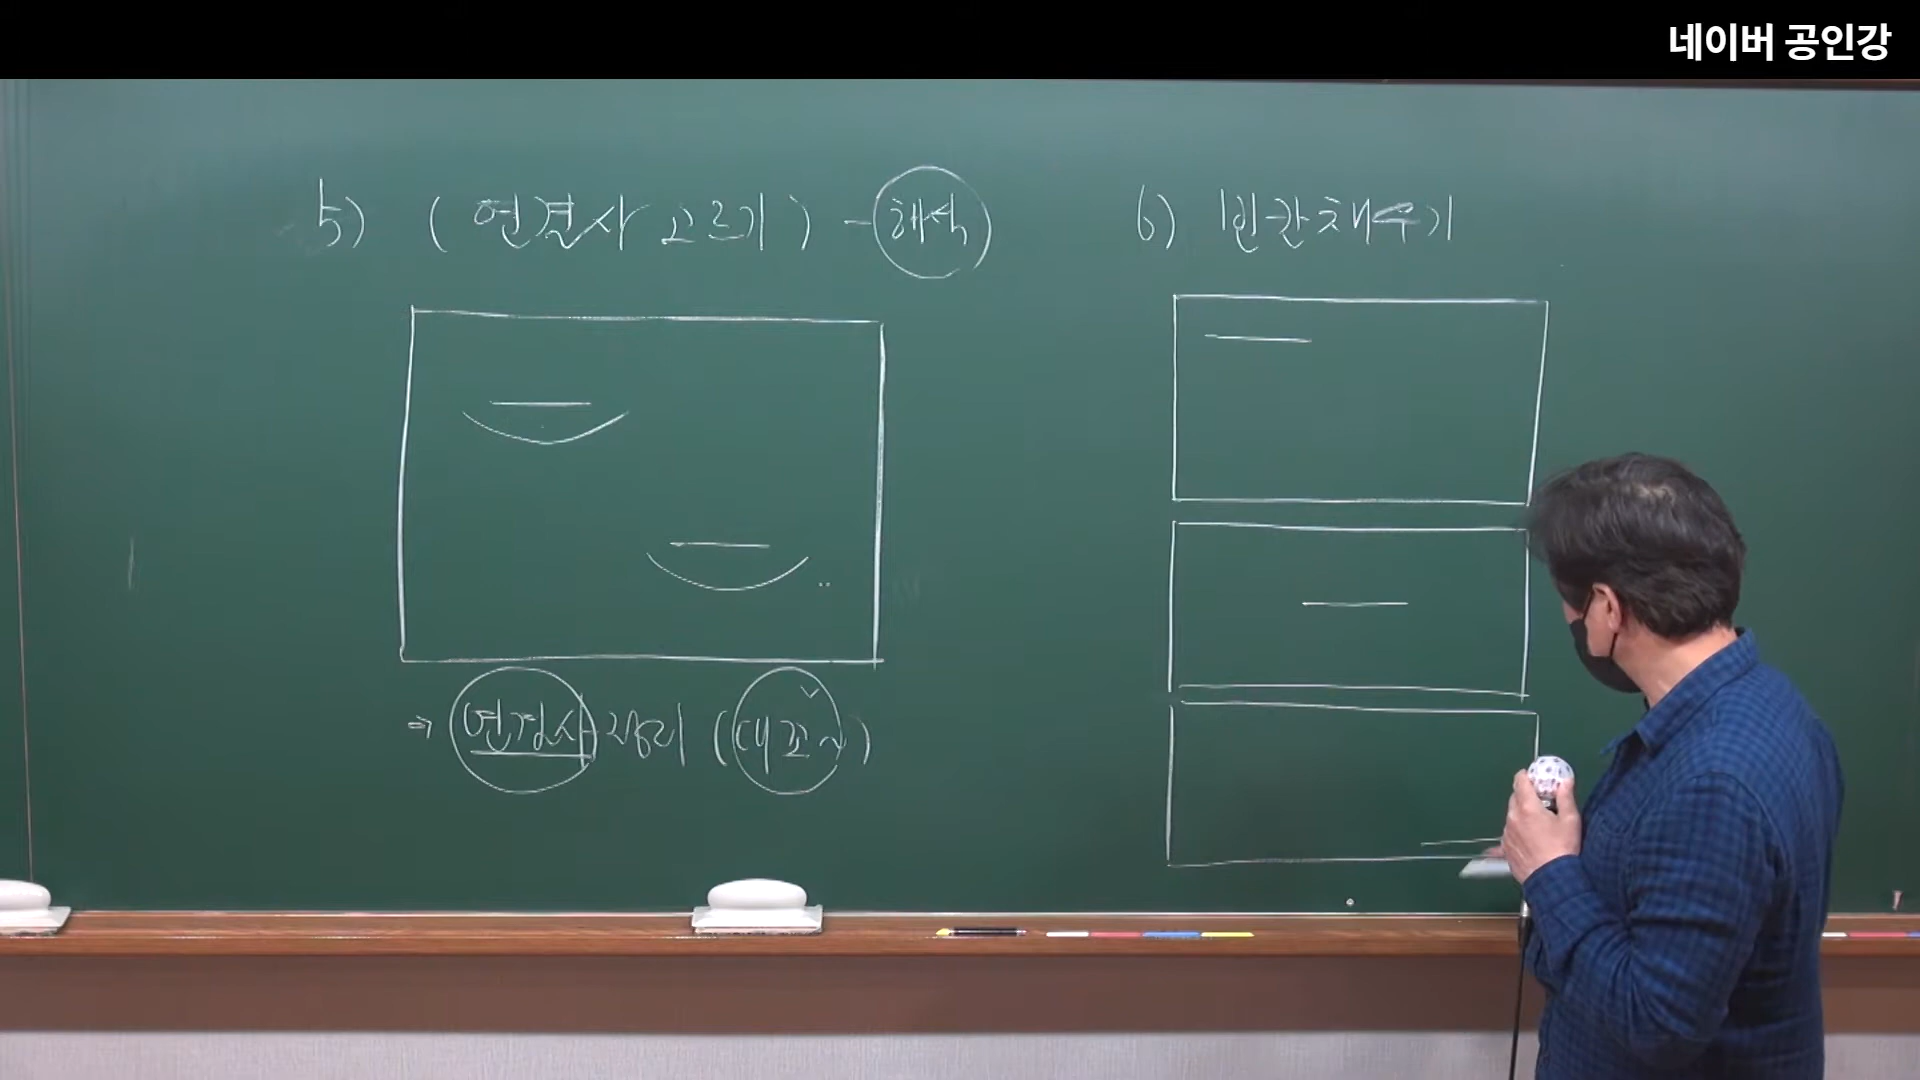 네이버 공인강
5) (연결사 고르기) - 해석
6) 빈칸채우기
⇒ 연결사 정리 (대조~)